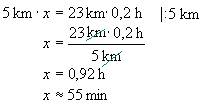 5 km · x = 23 km · 0,2 h |:5 km
x = 23 km · 0,2 h / 5 km
x = 0,92 h
x ≈ 55 min